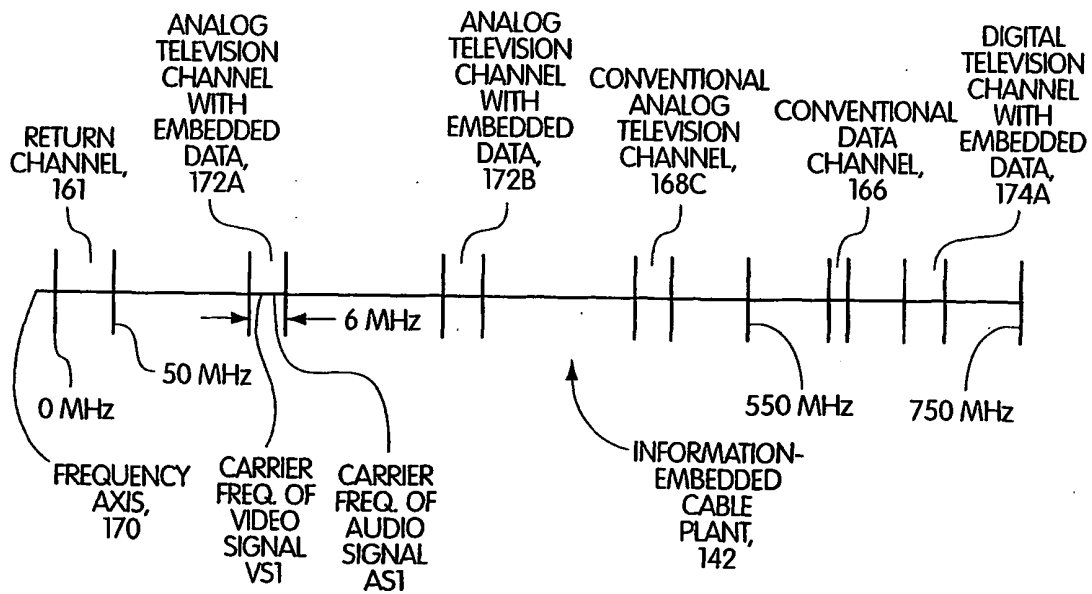 RETURN
CHANNEL,
161
ANALOG
TELEVISION
CHANNEL
WITH
EMBEDDED
DATA,
172A
ANALOG
TELEVISION
CHANNEL
WITH
EMBEDDED
DATA,
172B
CONVENTIONAL
ANALOG
TELEVISION
CHANNEL,
168C
CONVENTIONAL
DATA
CHANNEL,
166
DIGITAL
TELEVISION
CHANNEL
WITH
EMBEDDED
DATA,
174A
6 MHz
50 MHz
0 MHz
550 MHz
750 MHz
FREQUENCY
AXIS,
170
CARRIER
FREQ. OF
VIDEO
SIGNAL
VS1
CARRIER
FREQ. OF
AUDIO
SIGNAL
AS1
INFORMATION-
EMBEDDED
CABLE
PLANT,
142